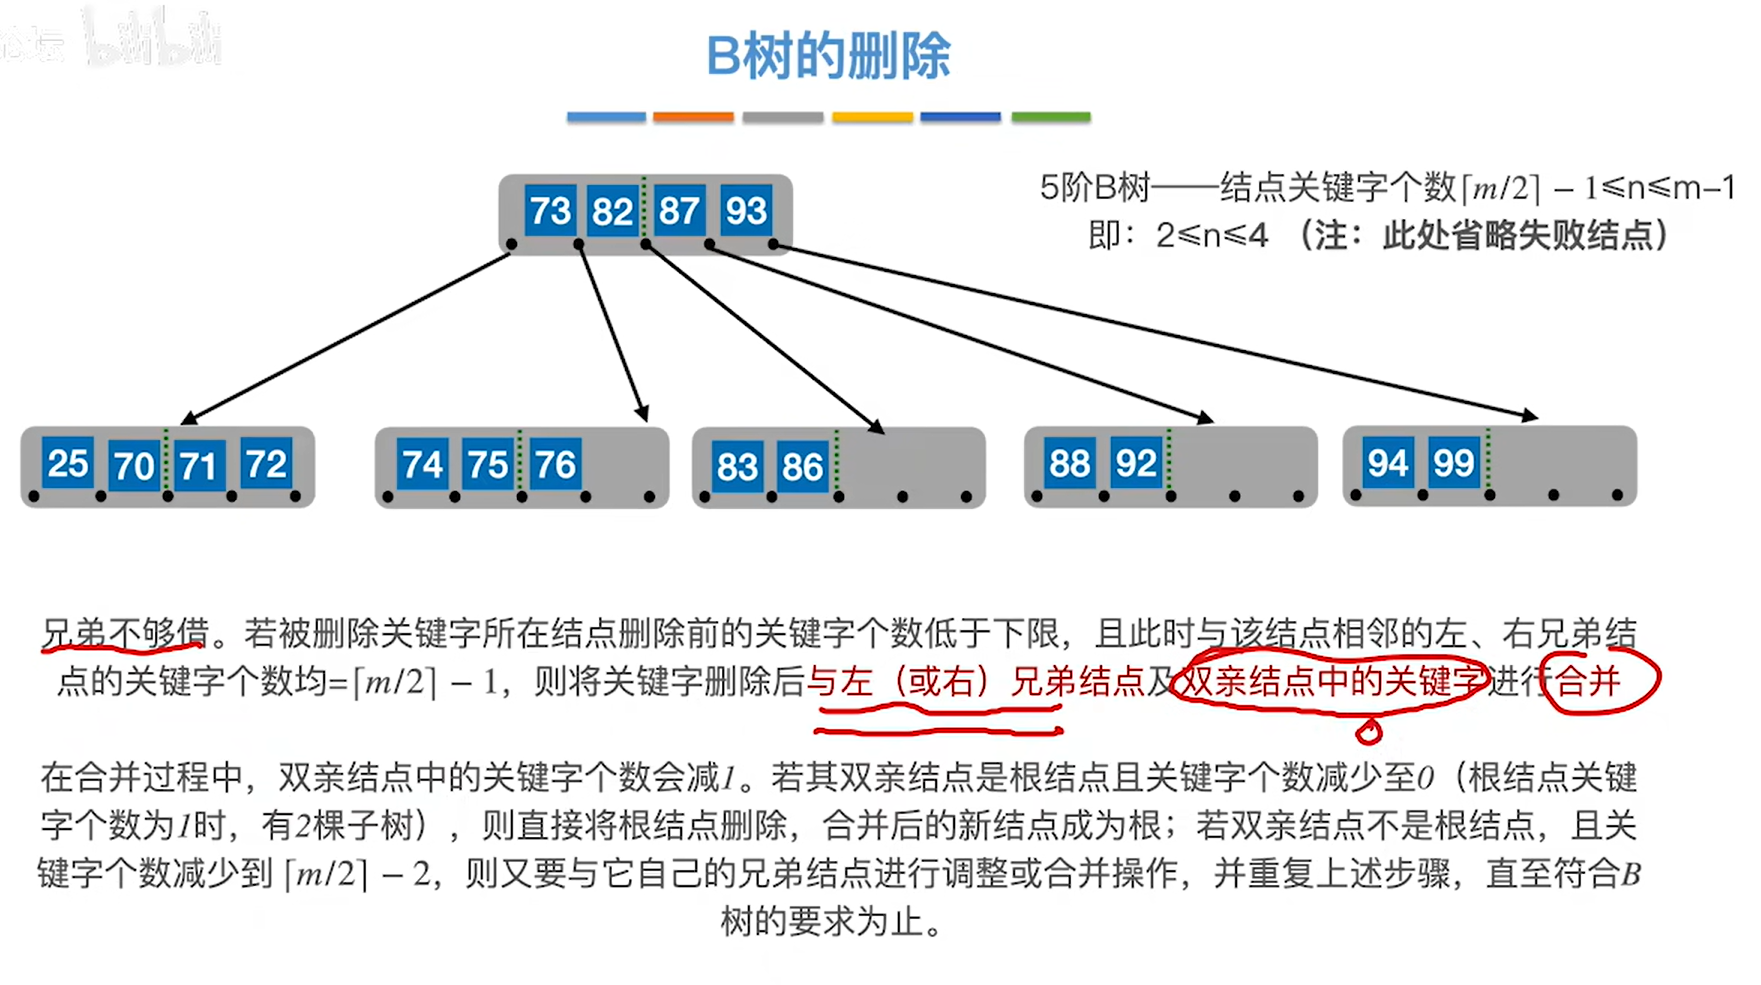 论坛 bilibili
B树的删除
73 82 87 93
5阶B树——结点关键字个数⌈m/2⌉ − 1≤n≤m–1
即：2≤n≤4 （注：此处省略失败结点）
25 70 71 72
74 75 76
83 86
88 92
94 99
兄弟不够借。若被删除关键字所在结点删除前的关键字个数低于下限，且此时与该结点相邻的左、右兄弟结
点的关键字个数均=⌈m/2⌉ − 1，则将关键字删除后与左（或右）兄弟结点及双亲结点中的关键字进行合并
在合并过程中，双亲结点中的关键字个数会减1。若其双亲结点是根结点且关键字个数减少至0（根结点关键
字个数为1时，有2棵子树），则直接将根结点删除，合并后的新结点成为根；若双亲结点不是根结点，且关
键字个数减少到 ⌈m/2⌉ − 2，则又要与它自己的兄弟结点进行调整或合并操作，并重复上述步骤，直至符合B
树的要求为止。